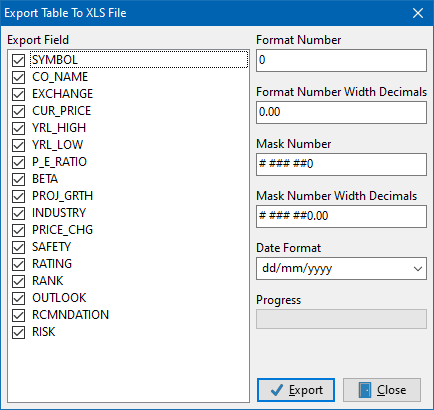 Export Table To XLS File
Export Field
SYMBOL
CO_NAME
EXCHANGE
CUR_PRICE
YRL_HIGH
YRL_LOW
P_E_RATIO
BETA
PROJ_GRTH
INDUSTRY
PRICE_CHG
SAFETY
RATING
RANK
OUTLOOK
RCMNDATION
RISK
Format Number
0
Format Number Width Decimals
0.00
Mask Number
# ### ##0
Mask Number Width Decimals
# ### ##0.00
Date Format
dd/mm/yyyy
Progress
Export
Close